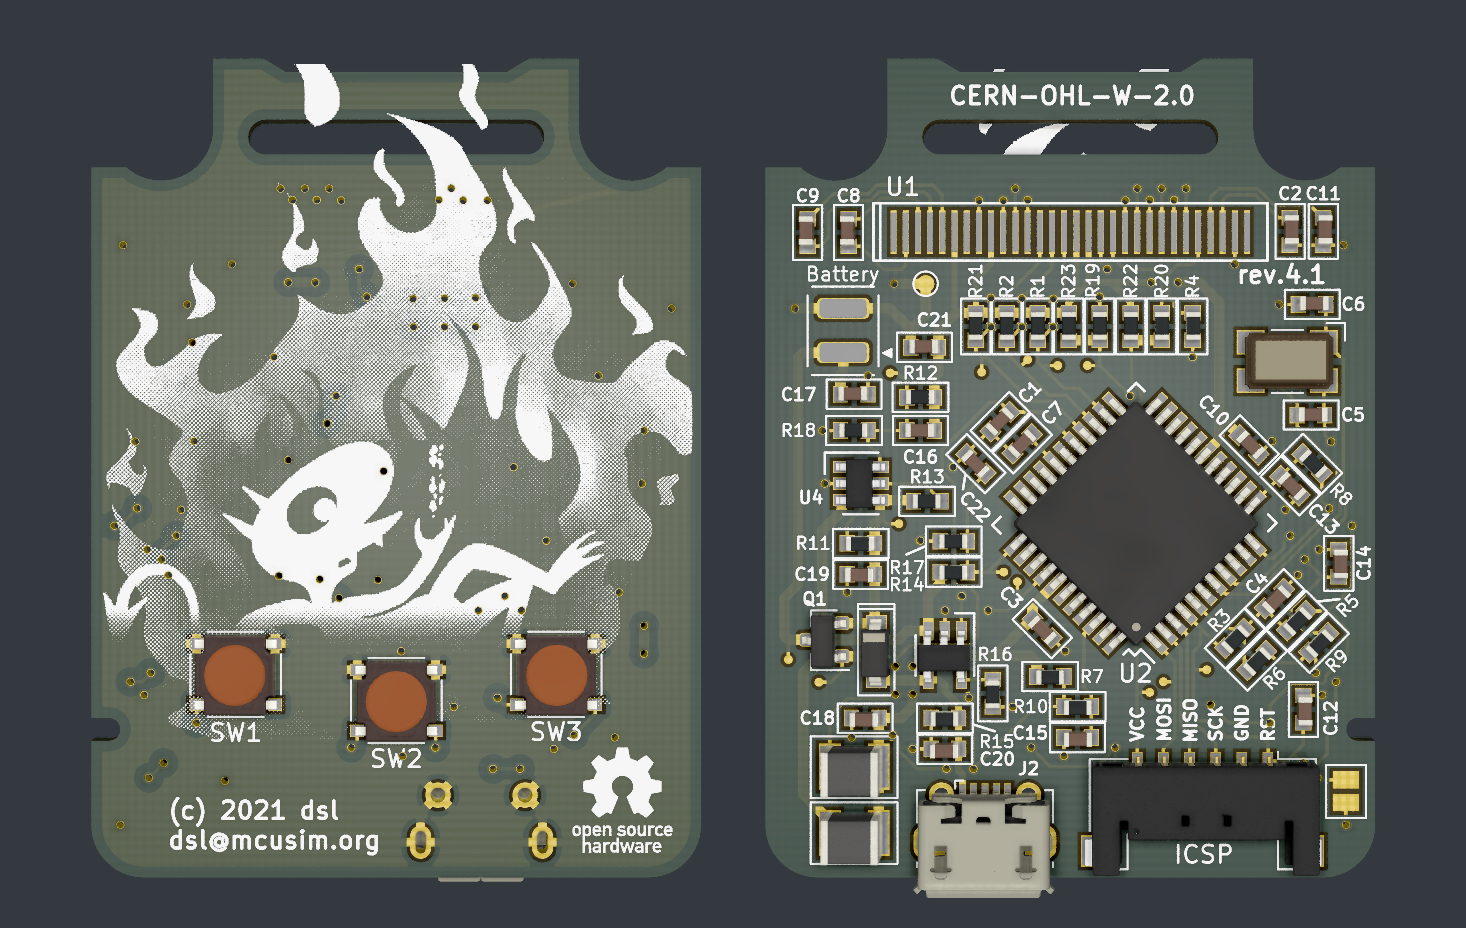 SW1
SW2
SW3
(c) 2021 dsl
dsl@mcusim.org
open source
hardware
CERN-OHL-W-2.0
C9
C8
U1
C2
C11
Battery
rev.4.1
R21
R2
R1
R23
R19
R22
R20
R4
C6
C21
R12
C17
C1
C7
C10
C5
R18
C16
R13
U4
C22
R8
C13
R11
R17
C14
C19
R14
Q1
C3
C4
R5
R3
R16
R9
R7
U2
R6
C18
R10
C15
R15
C20
C12
VCC
MOSI
MISO
SCK
GND
RST
J2
ICSP